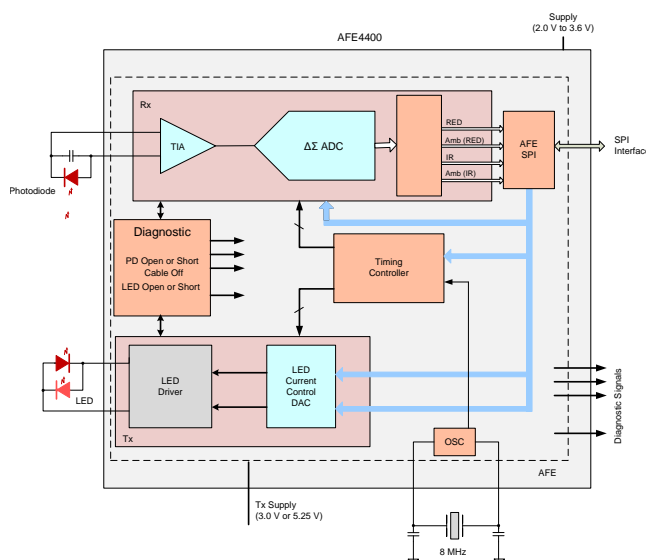 Supply
(2.0 V to 3.6 V)
AFE4400
Rx
TIA
ΔΣ ADC
RED
Amb (RED)
IR
Amb (IR)
AFE
SPI
SPI
Interface
Photodiode
Diagnostic
PD Open or Short
Cable Off
LED Open or Short
Timing
Controller
LED
LED
Driver
LED
Current
Control
DAC
Tx
OSC
Diagnostic Signals
AFE
Tx Supply
(3.0 V or 5.25 V)
8 MHz